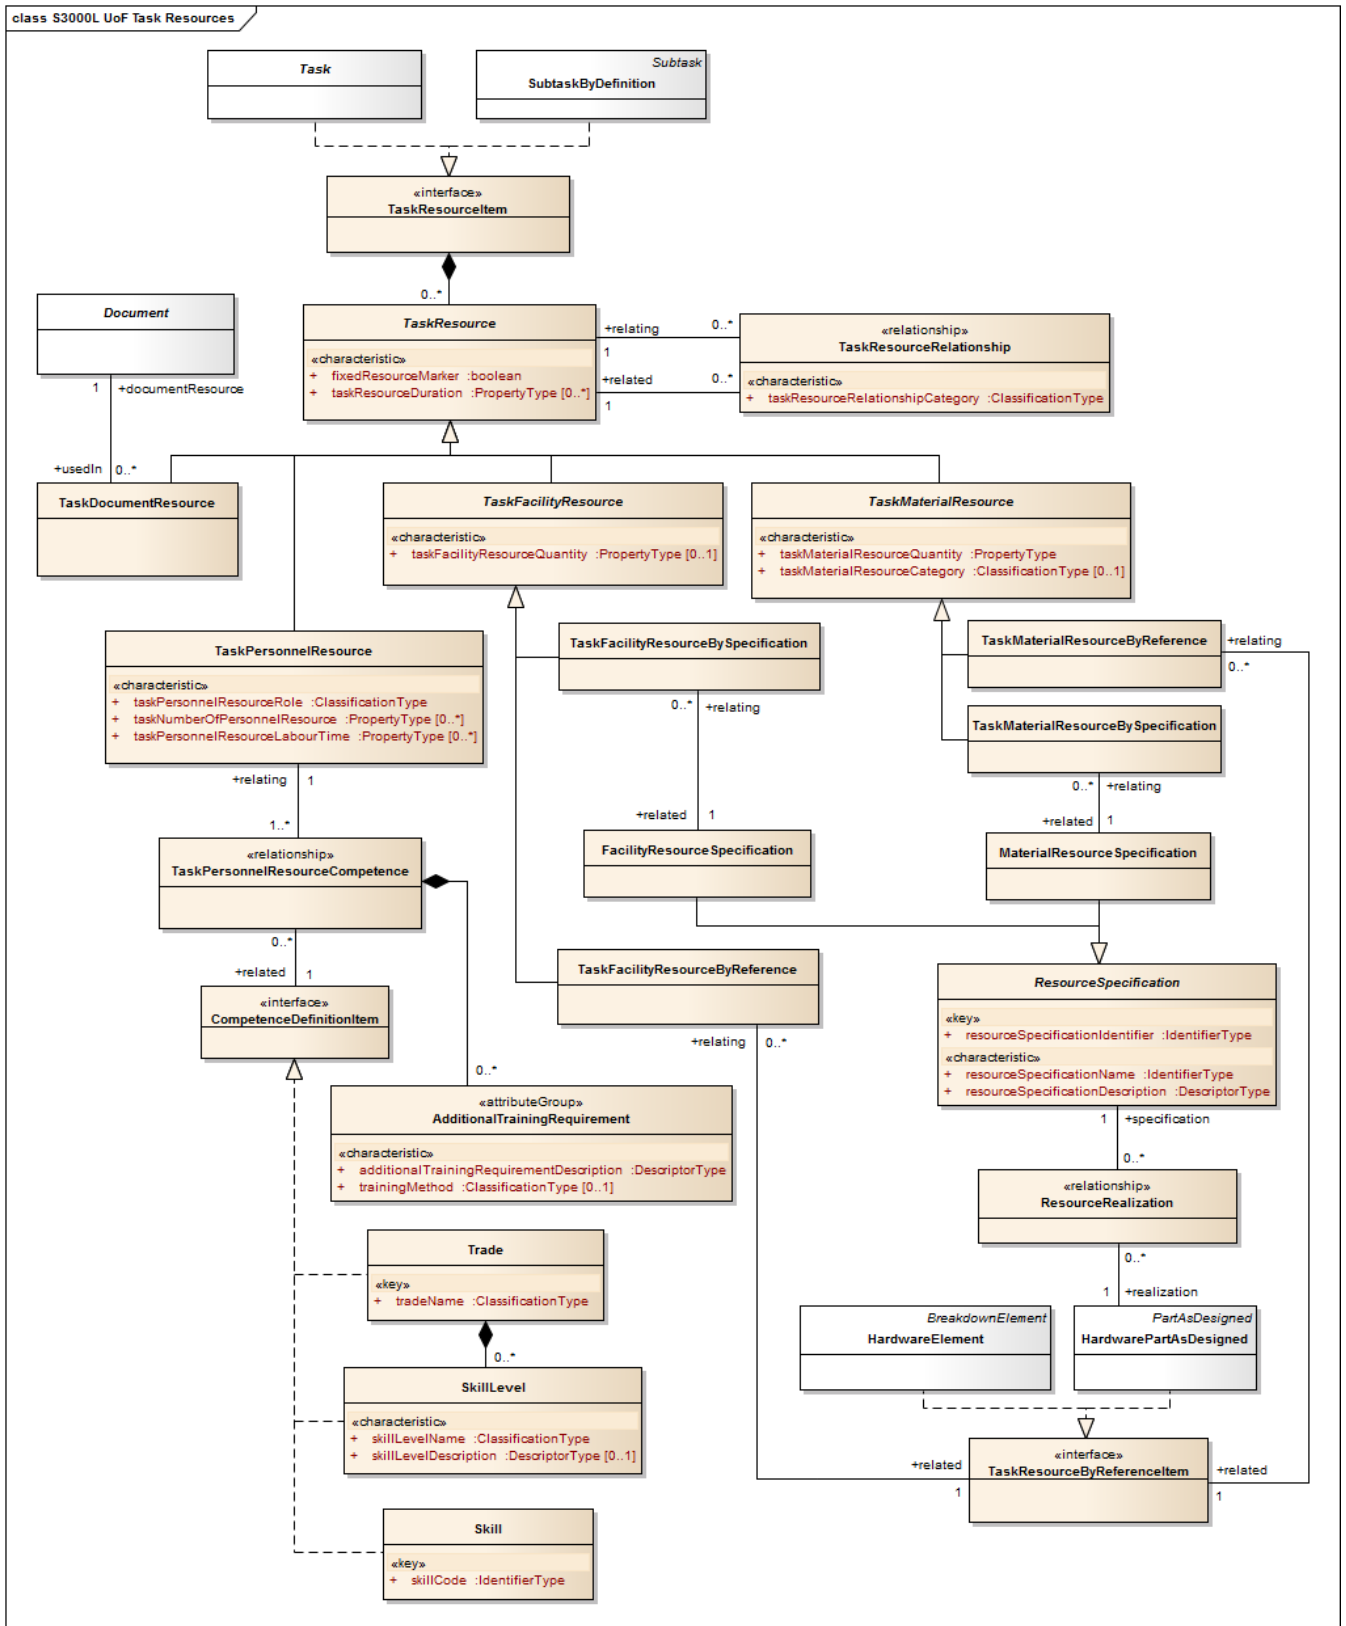 class S3000L UoF Task Resources
Task
Subtask
SubtaskByDefinition
«interface»
TaskResourceItem
0..*
Document
1
+documentResource
+usedIn
0..*
TaskResource
«characteristic»
+ fixedResourceMarker :boolean
+ taskResourceDuration :PropertyType [0..*]
+relating
0..*
1
+related
0..*
1
«relationship»
TaskResourceRelationship
«characteristic»
+ taskResourceRelationshipCategory :ClassificationType
TaskDocumentResource
TaskFacilityResource
«characteristic»
+ taskFacilityResourceQuantity :PropertyType [0..1]
TaskMaterialResource
«characteristic»
+ taskMaterialResourceQuantity :PropertyType
+ taskMaterialResourceCategory :ClassificationType [0..1]
TaskPersonnelResource
«characteristic»
+ taskPersonnelResourceRole :ClassificationType
+ taskNumberOfPersonnelResource :PropertyType [0..*]
+ taskPersonnelResourceLabourTime :PropertyType [0..*]
+relating
1
1..*
TaskFacilityResourceBySpecification
0..*
+relating
+related
1
FacilityResourceSpecification
TaskMaterialResourceByReference
+relating
0..*
TaskMaterialResourceBySpecification
0..*
+relating
+related
1
MaterialResourceSpecification
«relationship»
TaskPersonnelResourceCompetence
0..*
+related
1
«interface»
CompetenceDefinitionItem
0..*
TaskFacilityResourceByReference
+relating
0..*
ResourceSpecification
«key»
+ resourceSpecificationIdentifier :IdentifierType
«characteristic»
+ resourceSpecificationName :IdentifierType
+ resourceSpecificationDescription :DescriptorType
1
+specification
0..*
«attributeGroup»
AdditionalTrainingRequirement
«characteristic»
+ additionalTrainingRequirementDescription :DescriptorType
+ trainingMethod :ClassificationType [0..1]
«relationship»
ResourceRealization
0..*
1
+realization
Trade
«key»
+ tradeName :ClassificationType
0..*
BreakdownElement
HardwareElement
PartAsDesigned
HardwarePartAsDesigned
SkillLevel
«characteristic»
+ skillLevelName :ClassificationType
+ skillLevelDescription :DescriptorType [0..1]
+related
1
«interface»
TaskResourceByReferenceItem
+related
1
Skill
«key»
+ skillCode :IdentifierType